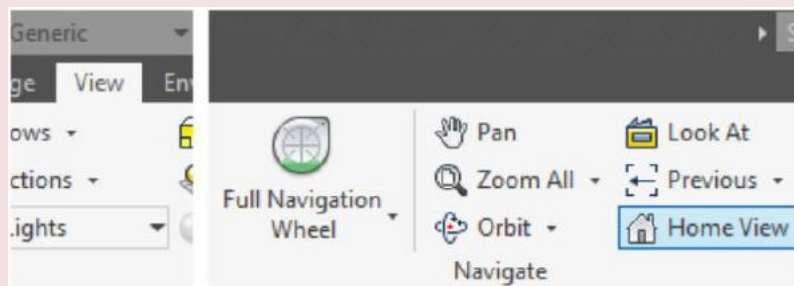 Generic
ge View En
ows
ctions
.ights
S
Full Navigation
Wheel
Pan
Zoom All
Orbit
Look At
Previous
Home View
Navigate